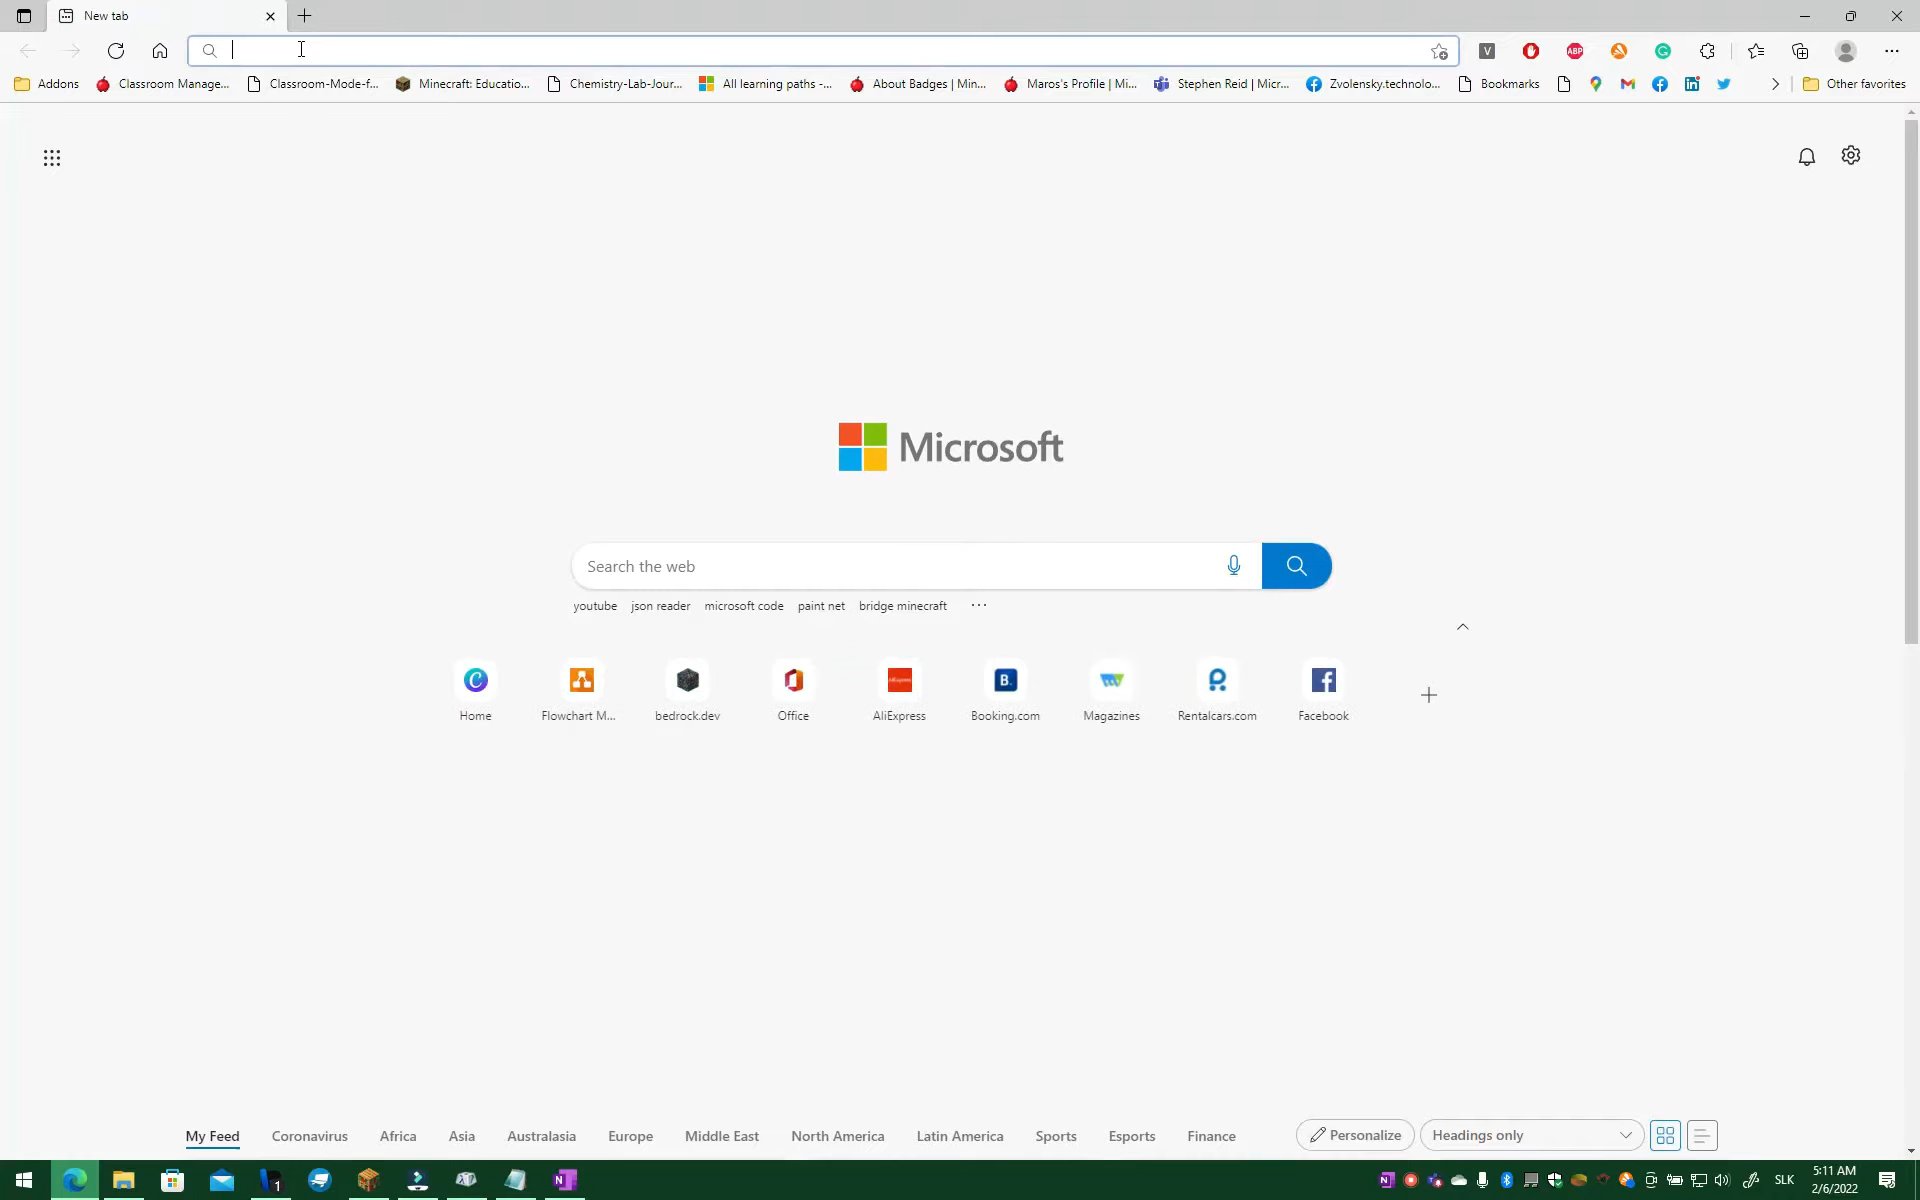 New tab
Addons
Classroom Manage...
Classroom-Mode-f...
Minecraft: Educatio...
Chemistry-Lab-Jour...
All learning paths -...
About Badges | Min...
Maros's Profile | Mi...
Stephen Reid | Micr...
Zvolensky.technolo...
Bookmarks
Other favorites
V
ABP
Microsoft
Search the web
youtube json reader microsoft code paint net bridge minecraft ...
Home
Flowchart M...
bedrock.dev
Office
AliExpress
Booking.com
Magazines
Rentalcars.com
Facebook
My Feed Coronavirus Africa Asia Australasia Europe Middle East North America Latin America Sports Esports Finance
Personalize
Headings only
SLK
5:11 AM
2/6/2022